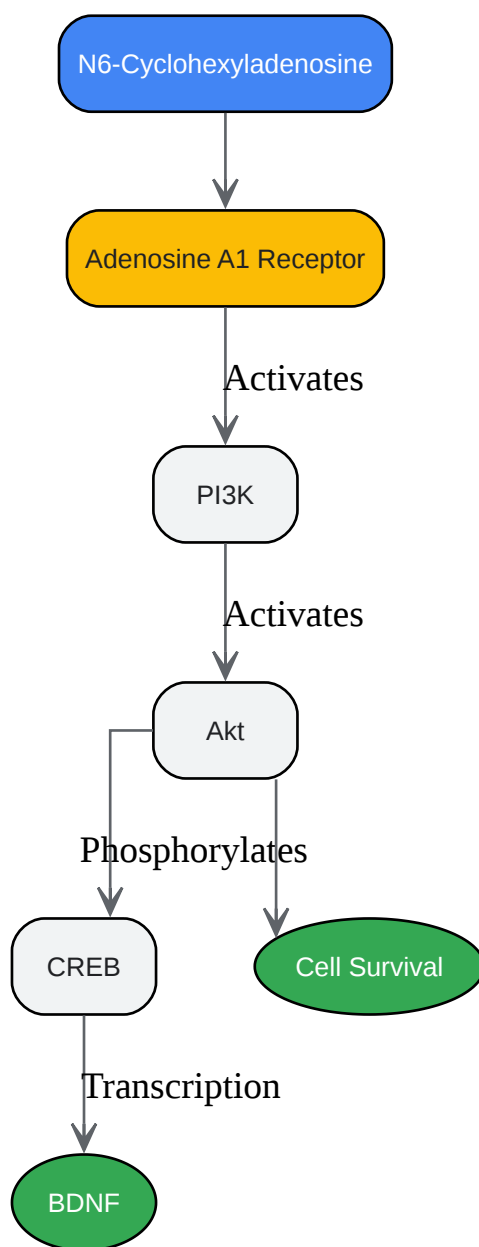 N6-Cyclohexyladenosine
Adenosine A1 Receptor
Activates
PI3K
Activates
Akt
Phosphorylates
CREB
Cell Survival
Transcription
BDNF